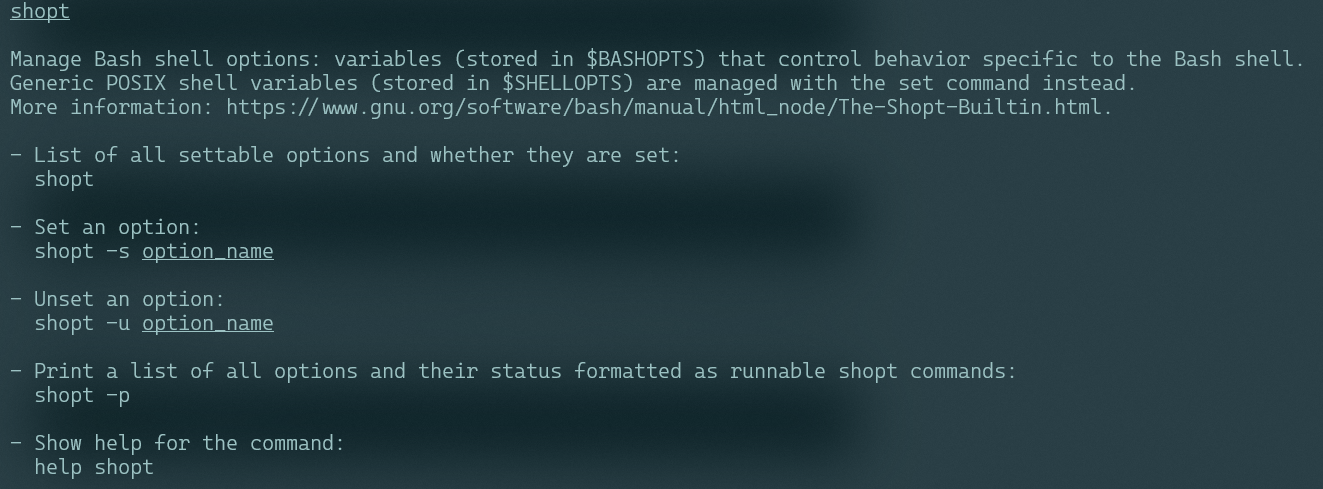 shopt
Manage Bash shell options: variables (stored in $BASHOPTS) that control behavior specific to the Bash shell.
Generic POSIX shell variables (stored in $SHELLOPTS) are managed with the set command instead.
More information: https://www.gnu.org/software/bash/manual/html_node/The-Shopt-Builtin.html.
- List of all settable options and whether they are set:
shopt
- Set an option:
shopt -s option_name
- Unset an option:
shopt -u option_name
- Print a list of all options and their status formatted as runnable shopt commands:
shopt -p
- Show help for the command:
help shopt